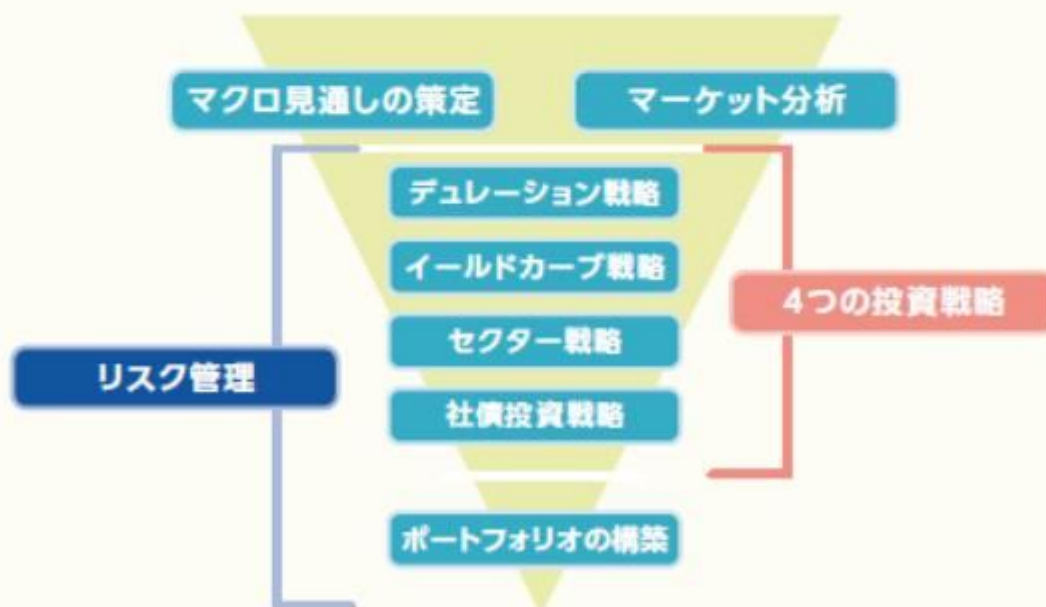 マクロ見通しの策定
マーケット分析
デュレーション戦略
イールドカーブ戦略
セクター戦略
社債投資戦略
4つの投資戦略
リスク管理
ポートフォリオの構築